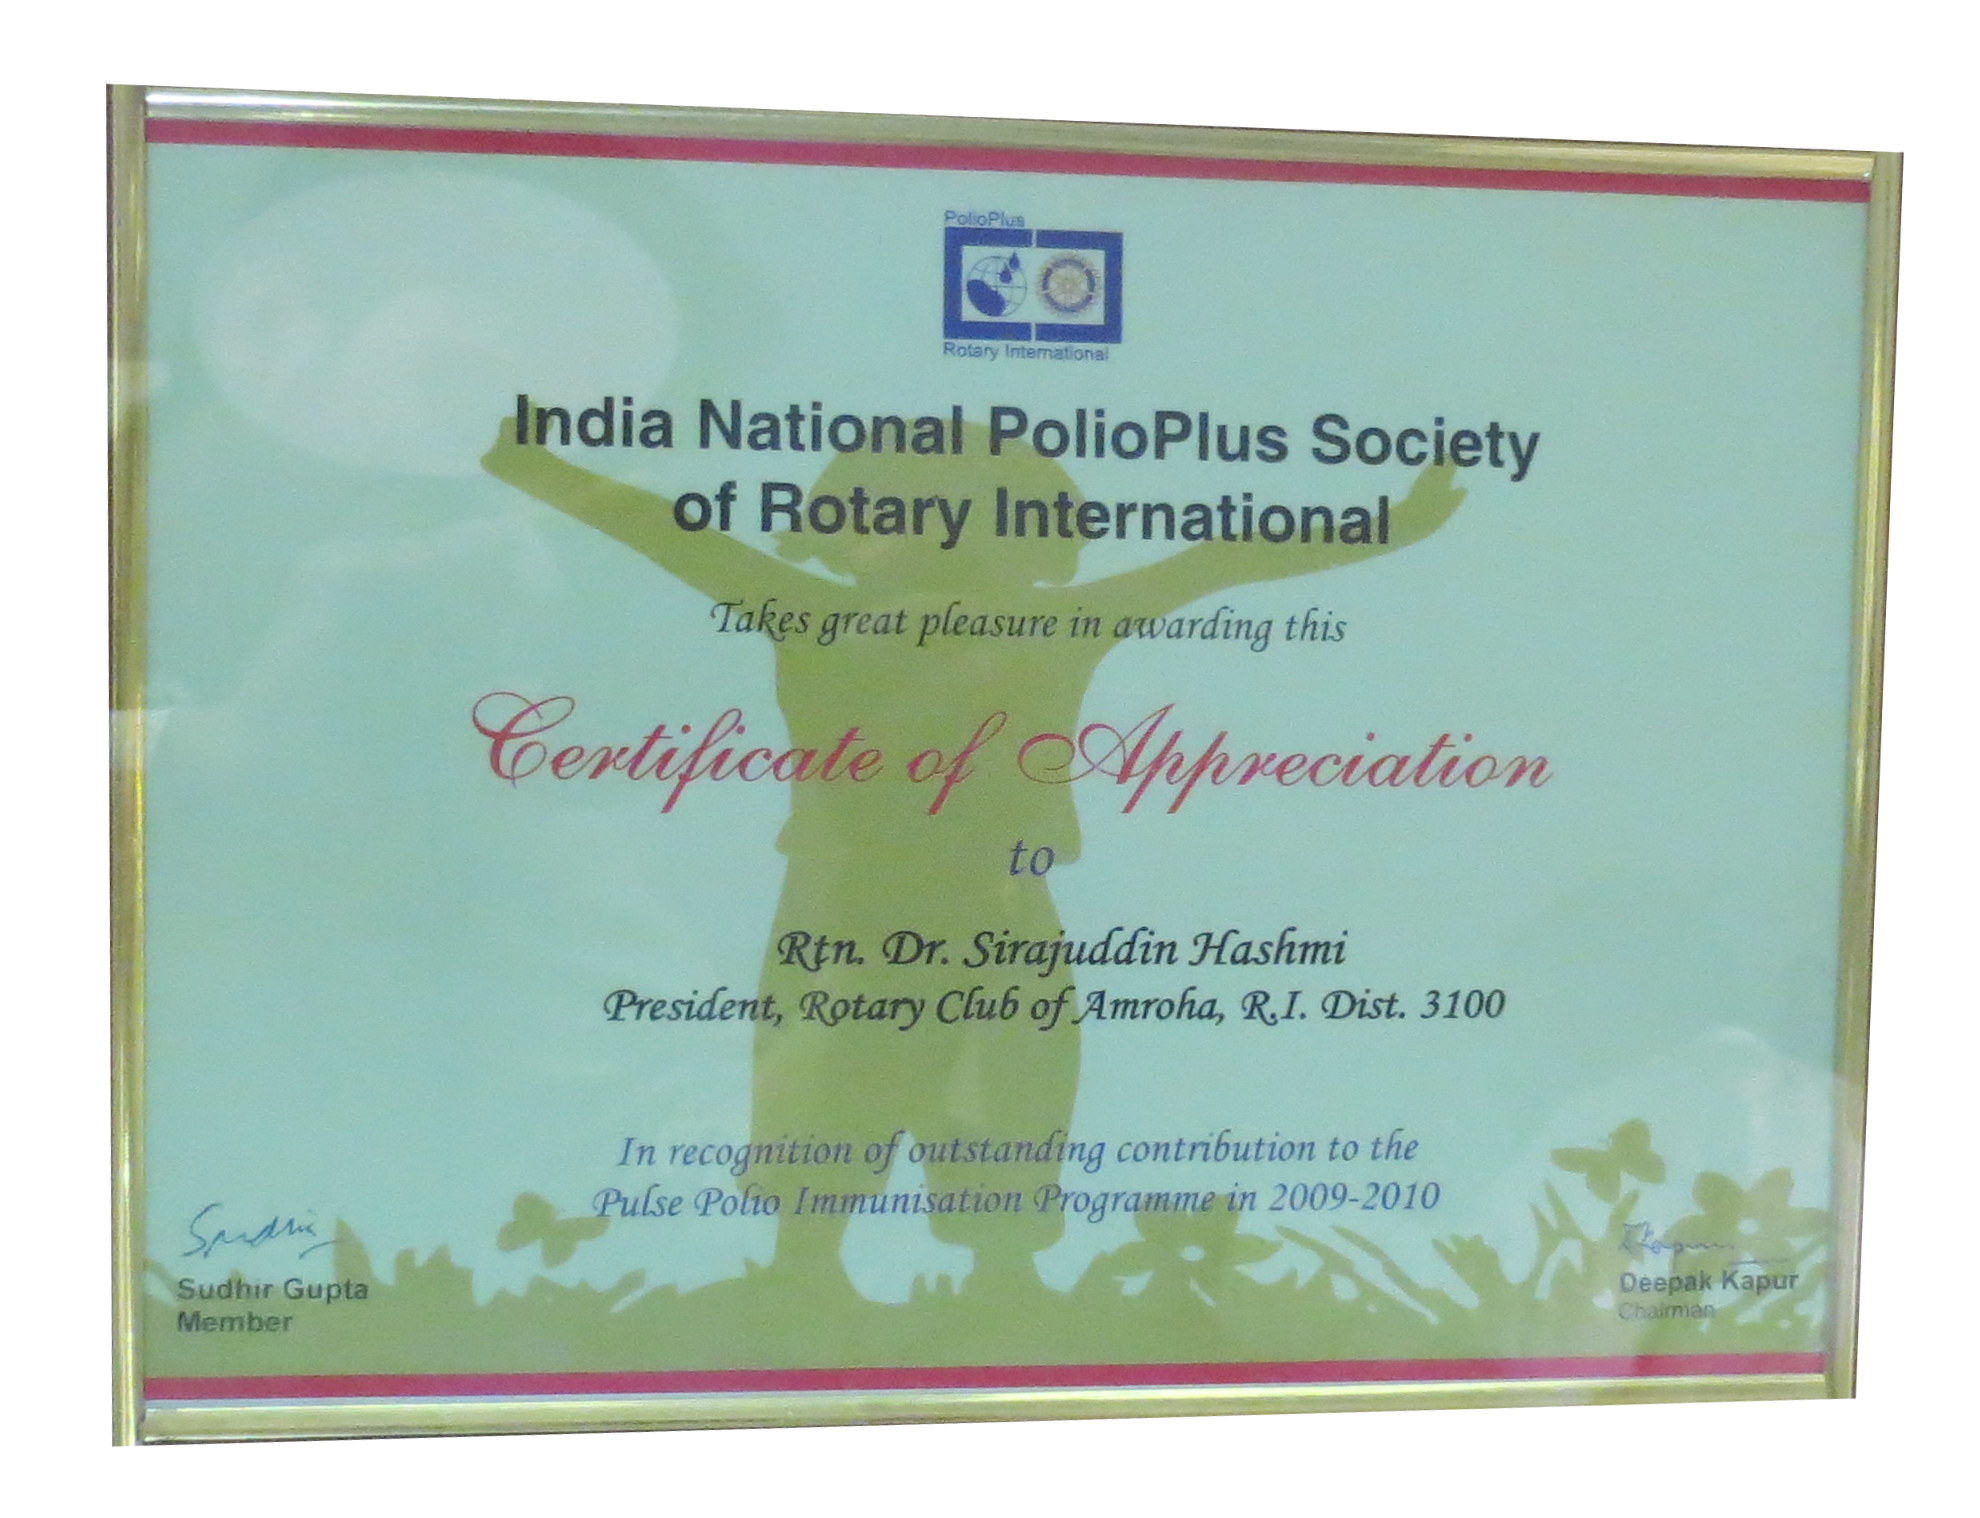 PolioPlus
Rotary International
India National PolioPlus Society
of Rotary International
Takes great pleasure in awarding this
Certificate of Appreciation
to
Rtn. Dr. Sirajuddin Hashmi
President, Rotary Club of Amroha, R.I. Dist. 3100
In recognition of outstanding contribution to the
Pulse Polio Immunisation Programme in 2009-2010
Sudhir Gupta
Member
Deepak Kapur
Chairman